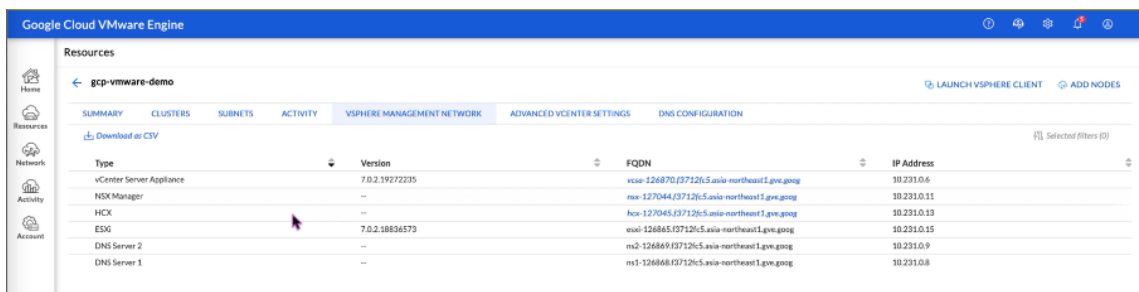 Google Cloud VMware Engine
Resources
Home
Resources
Network
Activity
Account
gcp-vmware-demo
LAUNCH VSPHERE CLIENT ADD NODES
SUMMARY CLUSTERS SUBNETS ACTIVITY VSPHERE MANAGEMENT NETWORK ADVANCED VCENTER SETTINGS DNS CONFIGURATION
Download as CSV Selected filters (0)
Type Version FQDN IP Address
vCenter Server Appliance 7.0.2.19272235 vcsa-126870.f3712fc5.asia-northeast1.gve.goog 10.231.0.6
NSX Manager -- nsx-127044.f3712fc5.asia-northeast1.gve.goog 10.231.0.11
HCX -- hcx-127045.f3712fc5.asia-northeast1.gve.goog 10.231.0.13
ESXi 7.0.2.18836573 esxi-126865.f3712fc5.asia-northeast1.gve.goog 10.231.0.15
DNS Server 2 -- ns2-126869.f3712fc5.asia-northeast1.gve.goog 10.231.0.9
DNS Server 1 -- ns1-126868.f3712fc5.asia-northeast1.gve.goog 10.231.0.8